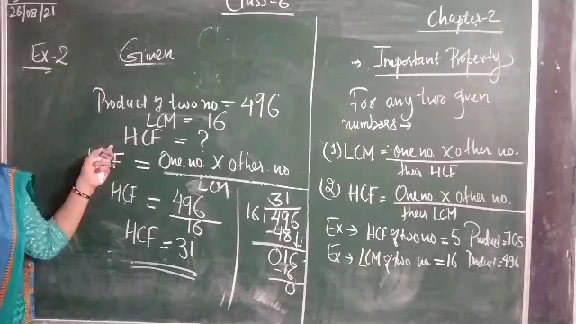 26/08/21
Class-6
Chapter-2
Ex-2 Given
Product of two no = 496
LCM = 16
HCF = ?
F = One no X other no
LCM
HCF = 496
16
HCF = 31
31
16 496
-48↓
016
-16
0
→ Important Property
For any two given
numbers →
(1) LCM = one no. X other no.
their HCF
(2) HCF = One no X other no.
their LCM
Ex → HCF of two no = 5 Product = 165
Ex → LCM of two no = 16 Product = 496